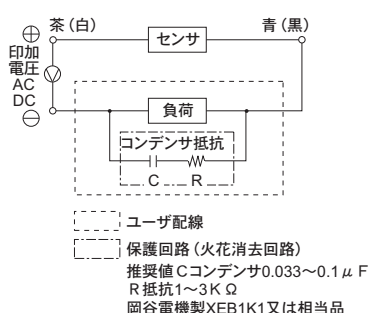 茶（白）
青（黒）
⊕
印加
電圧
AC
DC
⊖
V
センサ
負荷
コンデンサ抵抗
C
R
ユーザ配線
保護回路（火花消去回路）
推奨値Cコンデンサ0.033～0.1μF
R抵抗1～3KΩ
岡谷電機製XEB1K1又は相当品